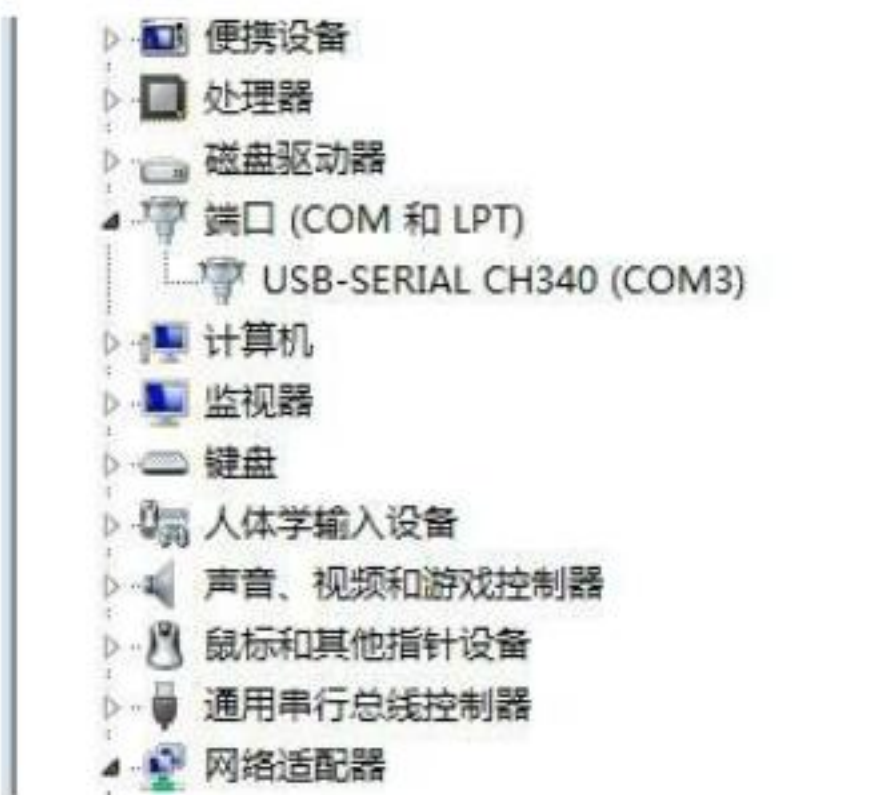 便携设备
处理器
磁盘驱动器
端口 (COM 和 LPT)
USB-SERIAL CH340 (COM3)
计算机
监视器
键盘
人体学输入设备
声音、视频和游戏控制器
鼠标和其他指针设备
通用串行总线控制器
网络适配器